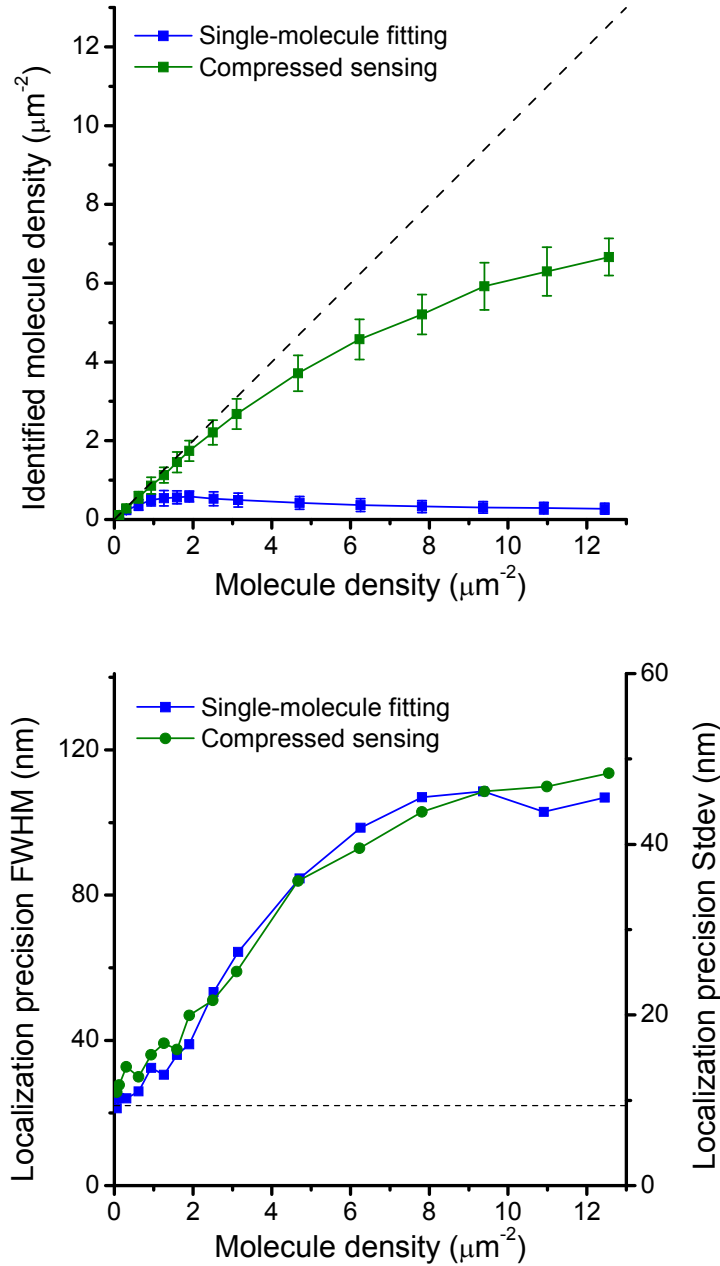 Single-molecule fitting
Compressed sensing
Identified molecule density (μm⁻²)
12
10
8
6
4
2
0
0 2 4 6 8 10 12
Molecule density (μm⁻²)
Single-molecule fitting
Compressed sensing
Localization precision FWHM (nm)
120
80
40
0
60
40
20
0
Localization precision Stdev (nm)
0 2 4 6 8 10 12
Molecule density (μm⁻²)